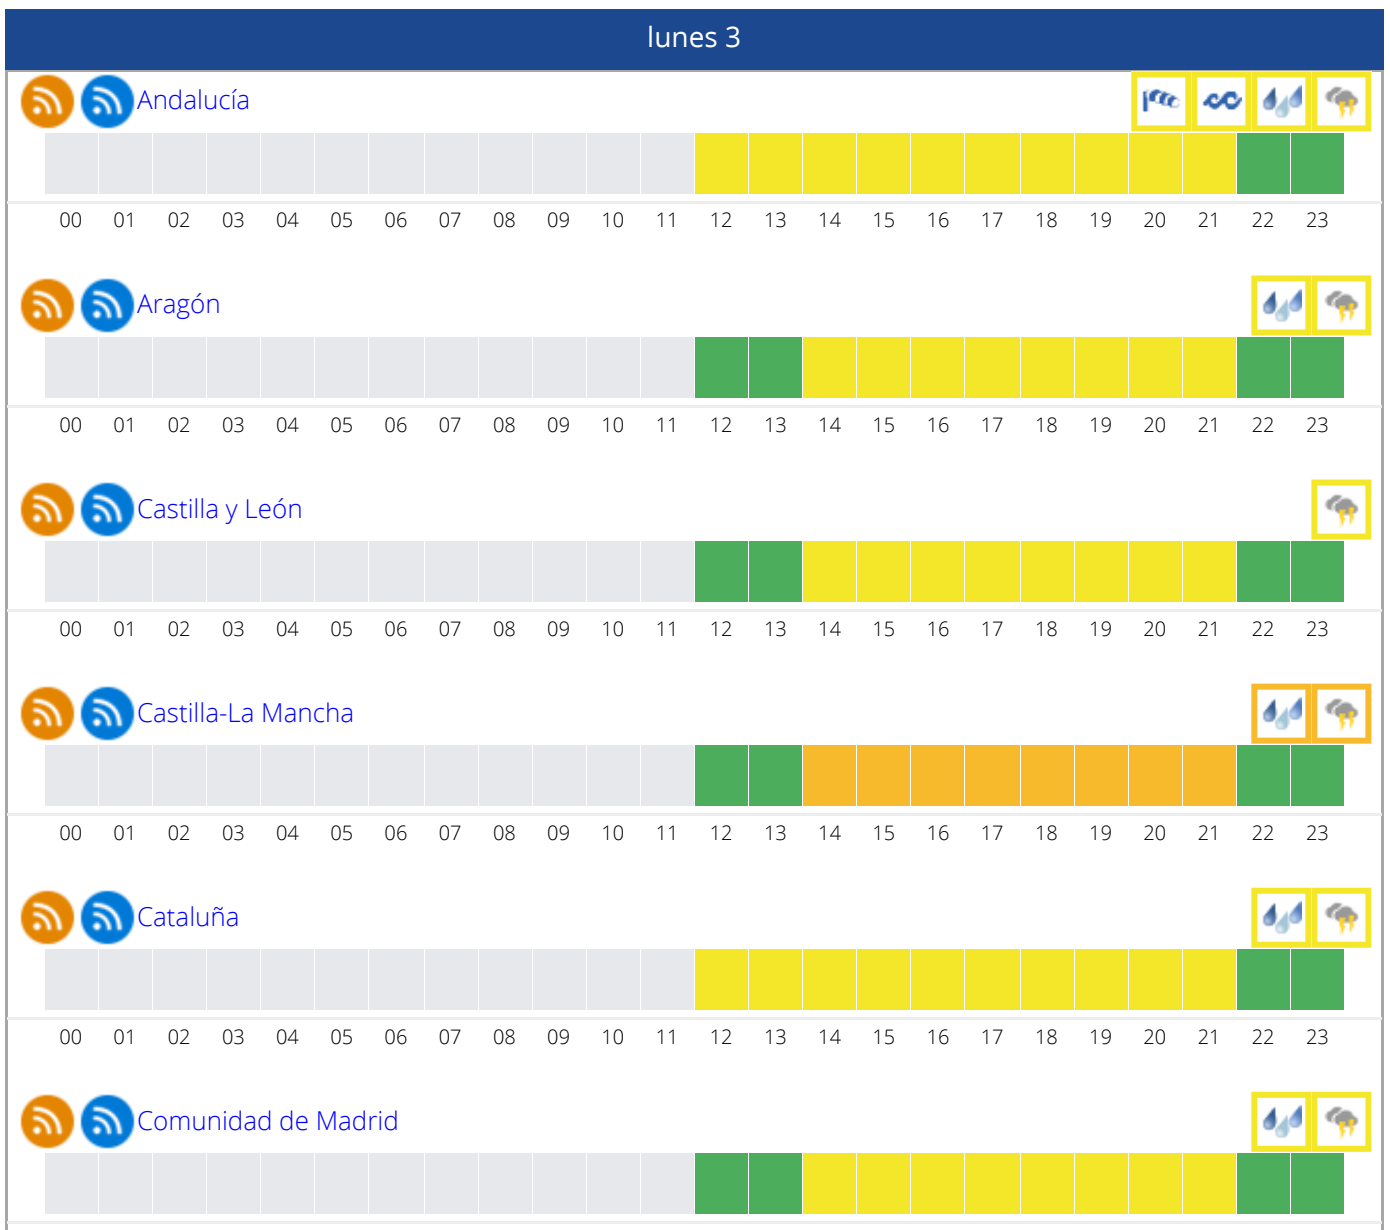 lunes 3
Andalucía
00 01 02 03 04 05 06 07 08 09 10 11 12 13 14 15 16 17 18 19 20 21 22 23
Aragón
00 01 02 03 04 05 06 07 08 09 10 11 12 13 14 15 16 17 18 19 20 21 22 23
Castilla y León
00 01 02 03 04 05 06 07 08 09 10 11 12 13 14 15 16 17 18 19 20 21 22 23
Castilla-La Mancha
00 01 02 03 04 05 06 07 08 09 10 11 12 13 14 15 16 17 18 19 20 21 22 23
Cataluña
00 01 02 03 04 05 06 07 08 09 10 11 12 13 14 15 16 17 18 19 20 21 22 23
Comunidad de Madrid